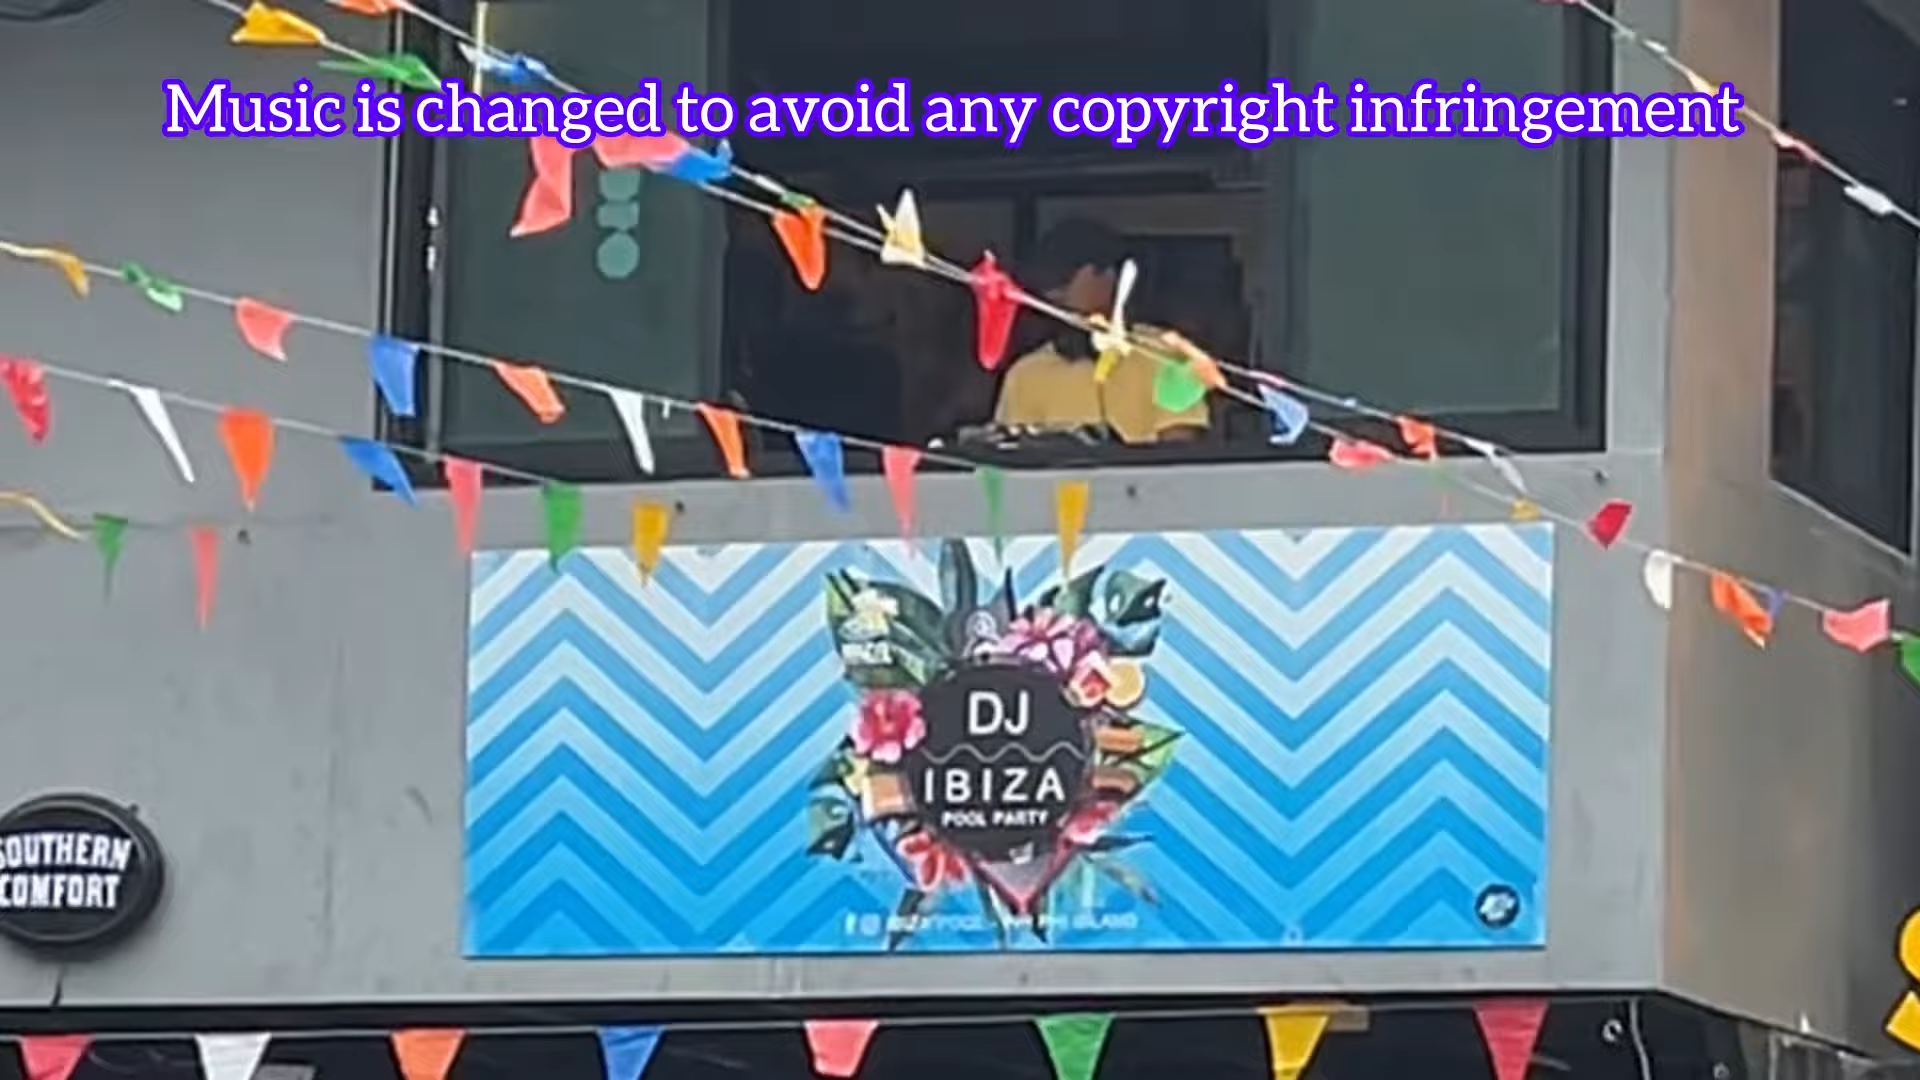 Music is changed to avoid any copyright infringement
DJ
IBIZA
POOL PARTY
SOUTHERN
COMFORT